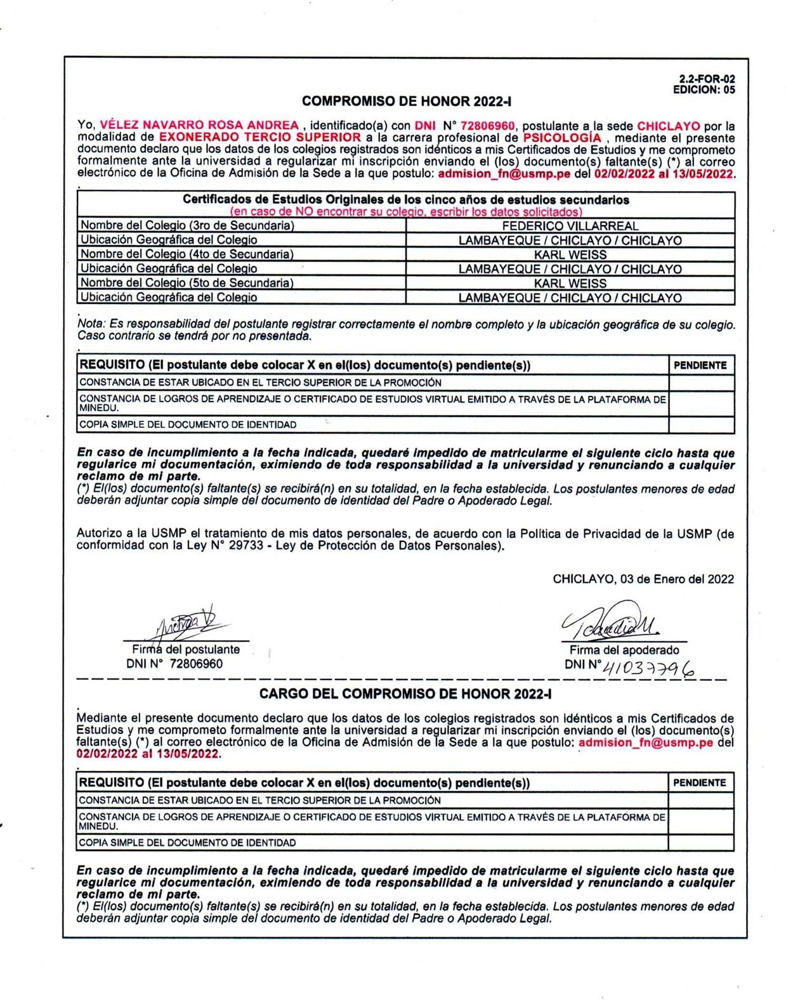 2.2-FOR-02
EDICION: 05
COMPROMISO DE HONOR 2022-I
Yo, VÉLEZ NAVARRO ROSA ANDREA , identificado(a) con DNI N° 72806960, postulante a la sede CHICLAYO por la
modalidad de EXONERADO TERCIO SUPERIOR a la carrera profesional de PSICOLOGÍA , mediante el presente
documento declaro que los datos de los colegios registrados son idénticos a mis Certificados de Estudios y me comprometo
formalmente ante la universidad a regularizar mi inscripción enviando el (los) documento(s) faltante(s) (*) al correo
electrónico de la Oficina de Admisión de la Sede a la que postulo: admision_fn@usmp.pe del 02/02/2022 al 13/05/2022.
Certificados de Estudios Originales de los cinco años de estudios secundarios
(en caso de NO encontrar su colegio, escribir los datos solicitados)
Nombre del Colegio (3ro de Secundaria) FEDERICO VILLARREAL
Ubicación Geográfica del Colegio LAMBAYEQUE / CHICLAYO / CHICLAYO
Nombre del Colegio (4to de Secundaria) KARL WEISS
Ubicación Geográfica del Colegio LAMBAYEQUE / CHICLAYO / CHICLAYO
Nombre del Colegio (5to de Secundaria) KARL WEISS
Ubicación Geográfica del Colegio LAMBAYEQUE / CHICLAYO / CHICLAYO
Nota: Es responsabilidad del postulante registrar correctamente el nombre completo y la ubicación geográfica de su colegio.
Caso contrario se tendrá por no presentada.
REQUISITO (El postulante debe colocar X en el(los) documento(s) pendiente(s)) PENDIENTE
CONSTANCIA DE ESTAR UBICADO EN EL TERCIO SUPERIOR DE LA PROMOCIÓN
CONSTANCIA DE LOGROS DE APRENDIZAJE O CERTIFICADO DE ESTUDIOS VIRTUAL EMITIDO A TRAVÉS DE LA PLATAFORMA DE
MINEDU.
COPIA SIMPLE DEL DOCUMENTO DE IDENTIDAD
En caso de incumplimiento a la fecha indicada, quedaré impedido de matricularme el siguiente ciclo hasta que
regularice mi documentación, eximiendo de toda responsabilidad a la universidad y renunciando a cualquier
reclamo de mi parte.
(*) El(los) documento(s) faltante(s) se recibirá(n) en su totalidad, en la fecha establecida. Los postulantes menores de edad
deberán adjuntar copia simple del documento de identidad del Padre o Apoderado Legal.
Autorizo a la USMP el tratamiento de mis datos personales, de acuerdo con la Política de Privacidad de la USMP (de
conformidad con la Ley N° 29733 - Ley de Protección de Datos Personales).
CHICLAYO, 03 de Enero del 2022
Andrea V.
Firma del postulante Firma del apoderado
DNI N° 72806960 DNI N° 41037796
CARGO DEL COMPROMISO DE HONOR 2022-I
Mediante el presente documento declaro que los datos de los colegios registrados son idénticos a mis Certificados de
Estudios y me comprometo formalmente ante la universidad a regularizar mi inscripción enviando el (los) documento(s)
faltante(s) (*) al correo electrónico de la Oficina de Admisión de la Sede a la que postulo: admision_fn@usmp.pe del
02/02/2022 al 13/05/2022.
REQUISITO (El postulante debe colocar X en el(los) documento(s) pendiente(s)) PENDIENTE
CONSTANCIA DE ESTAR UBICADO EN EL TERCIO SUPERIOR DE LA PROMOCIÓN
CONSTANCIA DE LOGROS DE APRENDIZAJE O CERTIFICADO DE ESTUDIOS VIRTUAL EMITIDO A TRAVÉS DE LA PLATAFORMA DE
MINEDU.
COPIA SIMPLE DEL DOCUMENTO DE IDENTIDAD
En caso de incumplimiento a la fecha indicada, quedaré impedido de matricularme el siguiente ciclo hasta que
regularice mi documentación, eximiendo de toda responsabilidad a la universidad y renunciando a cualquier
reclamo de mi parte.
(*) El(los) documento(s) faltante(s) se recibirá(n) en su totalidad, en la fecha establecida. Los postulantes menores de edad
deberán adjuntar copia simple del documento de identidad del Padre o Apoderado Legal.